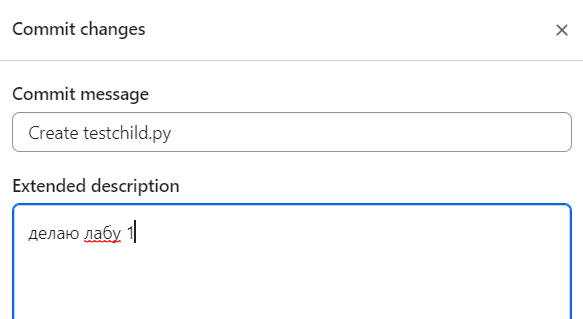 Commit changes
Commit message
Create testchild.py
Extended description
делаю лабу 1